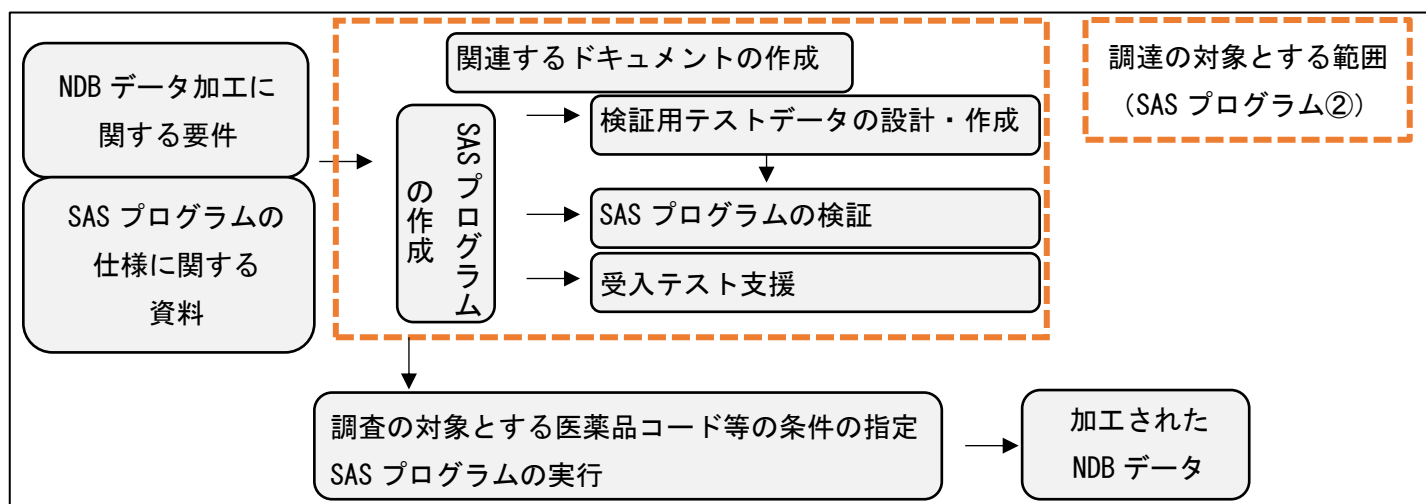 NDB データ加工に
関する要件
SAS プログラムの
仕様に関する
資料
関連するドキュメントの作成
SAS プログラム
の作成
検証用テストデータの設計・作成
SAS プログラムの検証
受入テスト支援
調達の対象とする範囲
(SAS プログラム②)
調査の対象とする医薬品コード等の条件の指定
SAS プログラムの実行
加工された
NDB データ